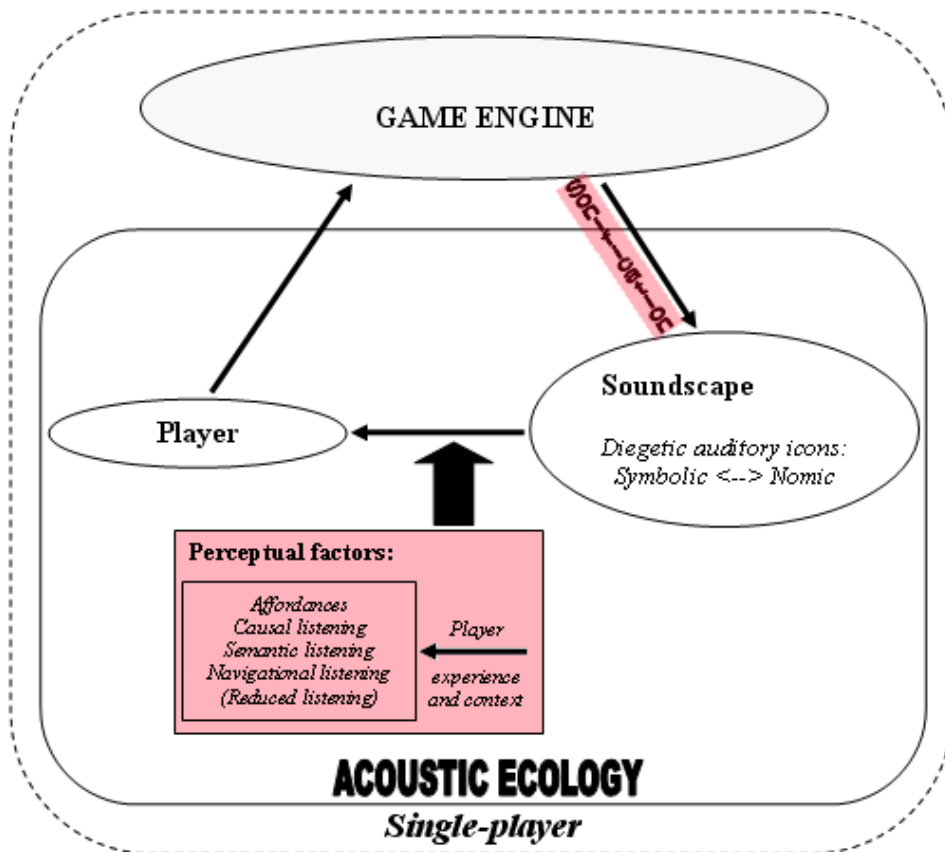 GAME ENGINE
Sonification
Soundscape
Diegetic auditory icons:
Symbolic <--> Nomic
Player
Perceptual factors:
Affordances
Causal listening
Semantic listening
Navigational listening
(Reduced listening)
Player
experience
and context
ACOUSTIC ECOLOGY
Single-player